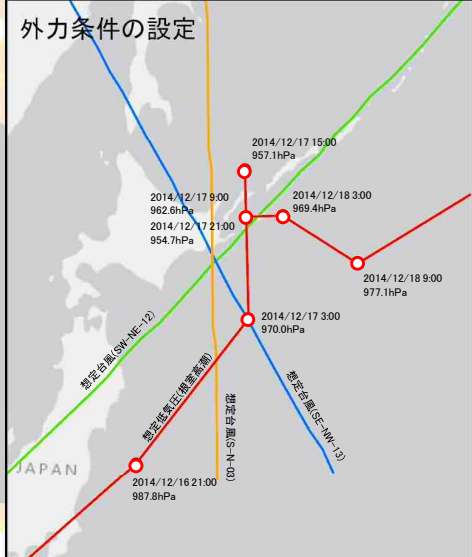 外力条件の設定
2014/12/17 15:00
957.1hPa
2014/12/17 9:00
962.6hPa
2014/12/17 21:00
954.7hPa
2014/12/18 3:00
969.4hPa
2014/12/18 9:00
977.1hPa
2014/12/17 3:00
970.0hPa
想定台風(SW-NE-12)
想定低気圧(根室高潮)
想定台風(S-N-03)
想定台風(SE-NW-13)
JAPAN
2014/12/16 21:00
987.8hPa